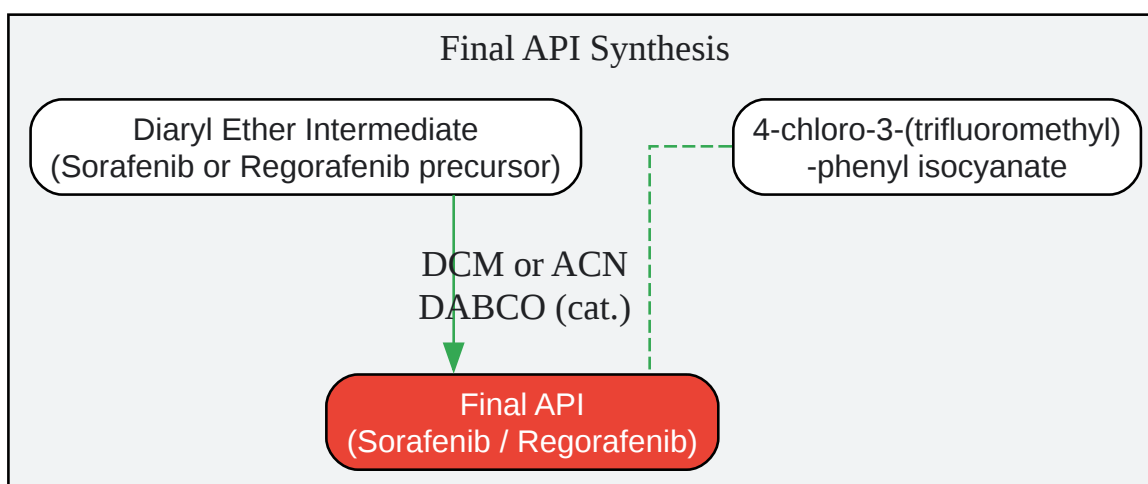 Final API Synthesis
Diaryl Ether Intermediate
(Sorafenib or Regorafenib precursor)
4-chloro-3-(trifluoromethyl)
-phenyl isocyanate
DCM or ACN
DABCO (cat.)
Final API
(Sorafenib / Regorafenib)